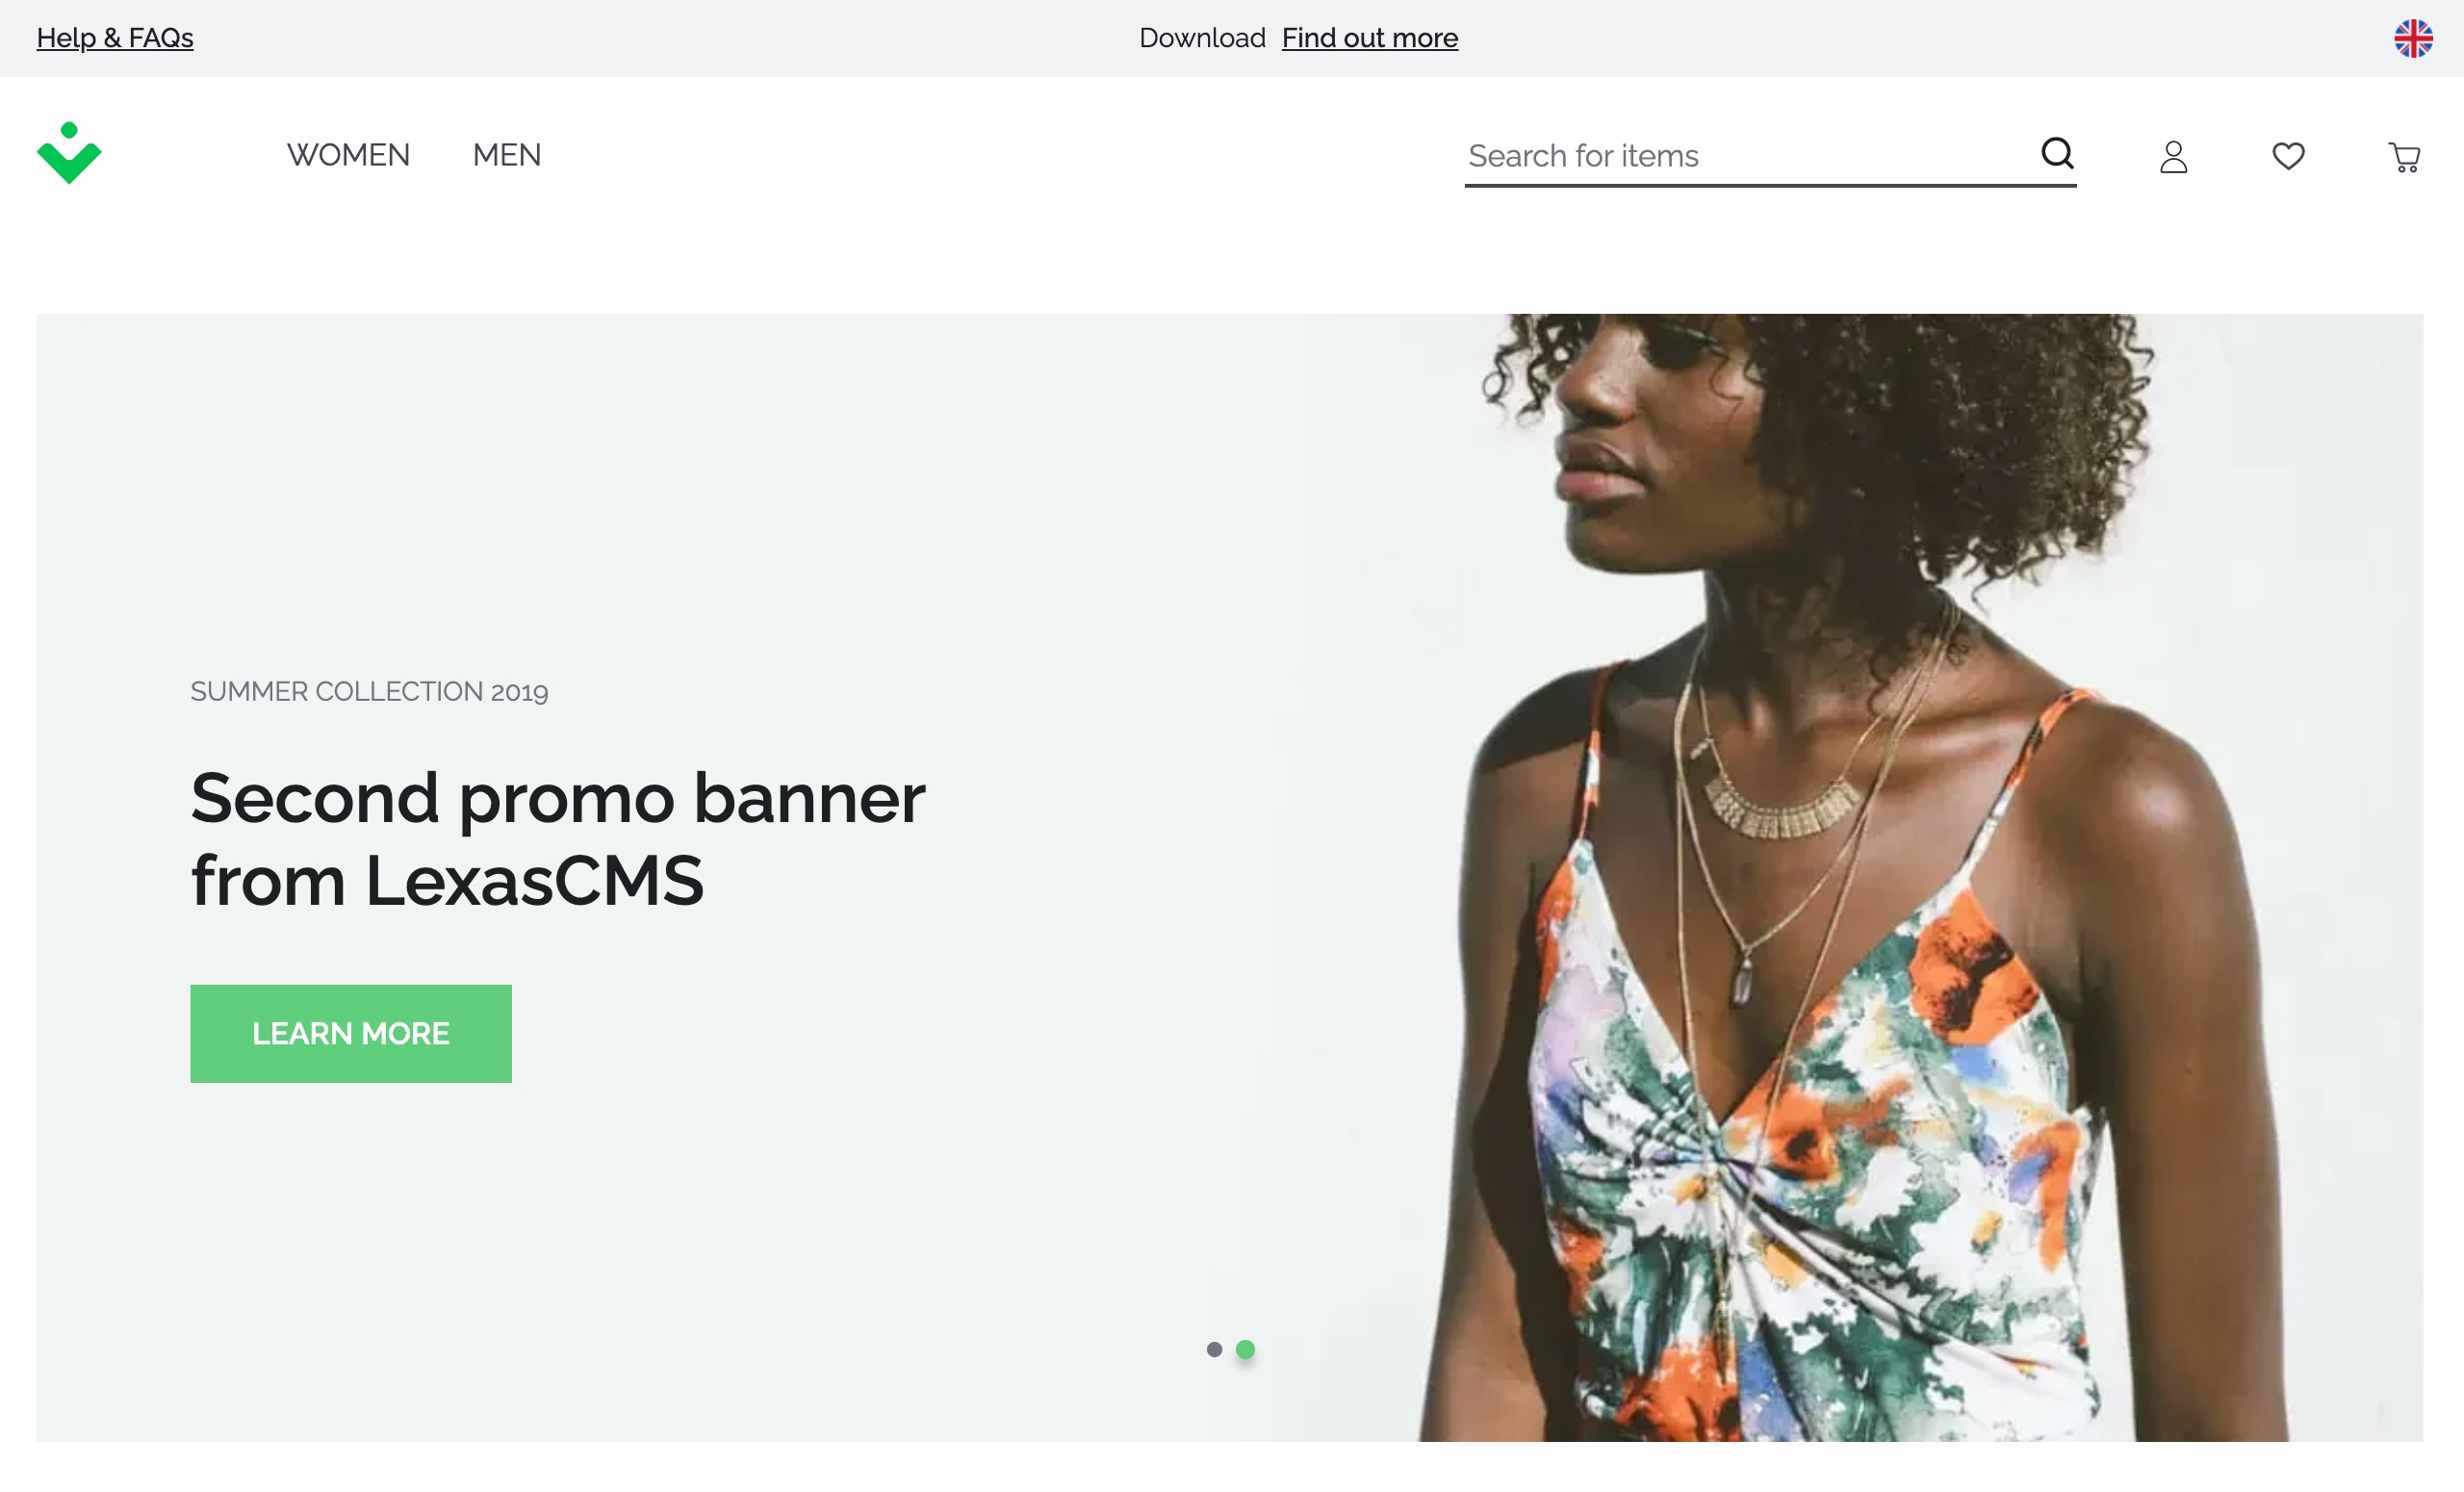 Help & FAQs
Download Find out more
WOMEN MEN
Search for items
SUMMER COLLECTION 2019
Second promo banner
from LexasCMS
LEARN MORE